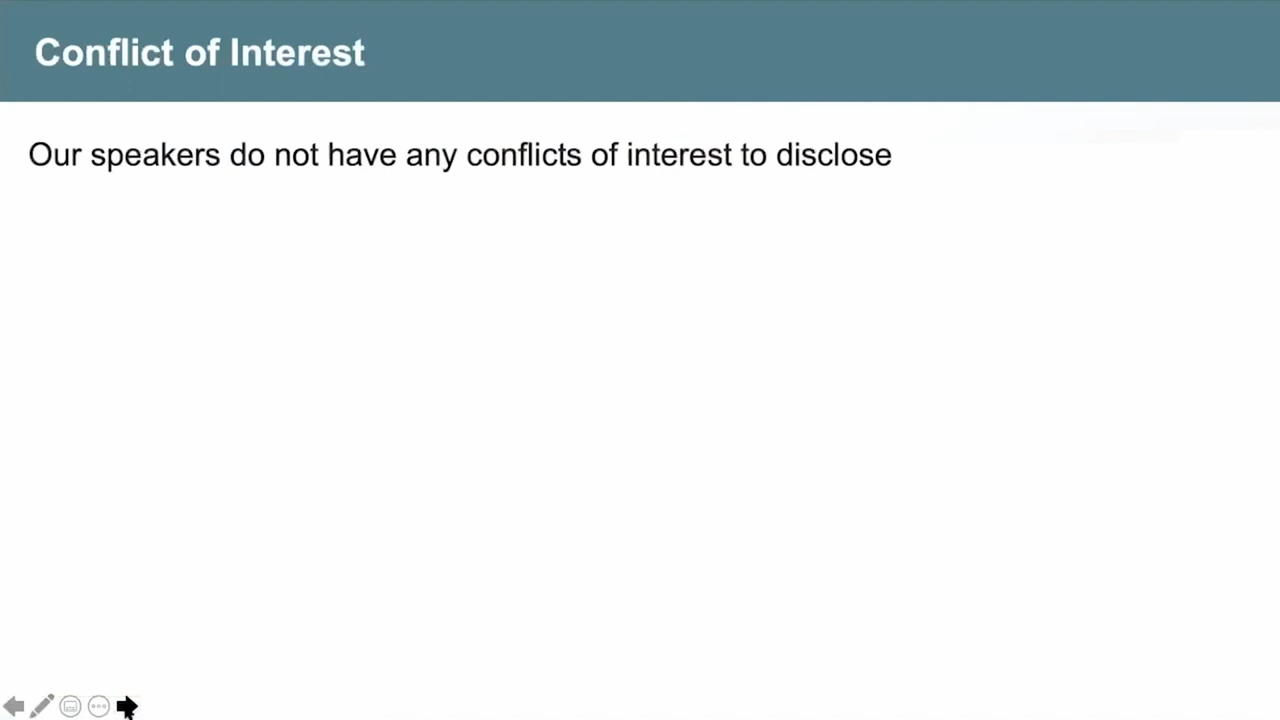 Conflict of Interest
Our speakers do not have any conflicts of interest to disclose